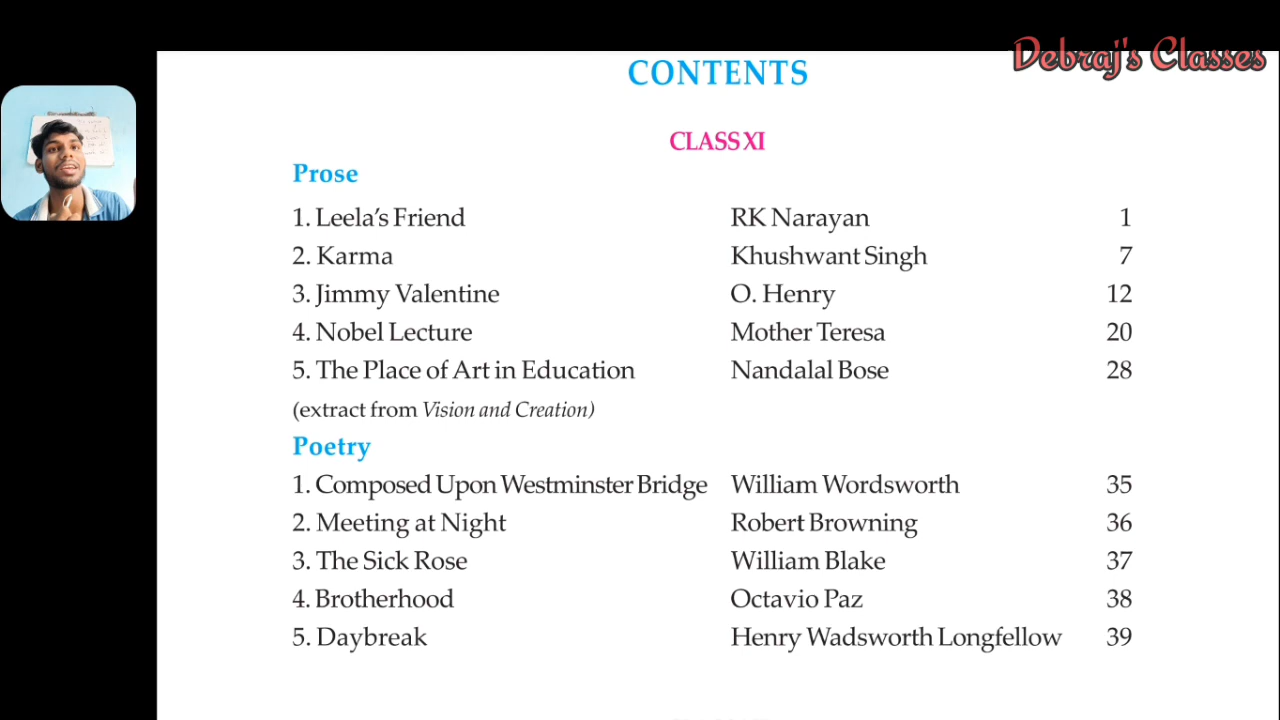 Debraj's Classes
CONTENTS
CLASS XI
Prose
1. Leela's Friend RK Narayan 1
2. Karma Khushwant Singh 7
3. Jimmy Valentine O. Henry 12
4. Nobel Lecture Mother Teresa 20
5. The Place of Art in Education Nandalal Bose 28
(extract from Vision and Creation)
Poetry
1. Composed Upon Westminster Bridge William Wordsworth 35
2. Meeting at Night Robert Browning 36
3. The Sick Rose William Blake 37
4. Brotherhood Octavio Paz 38
5. Daybreak Henry Wadsworth Longfellow 39